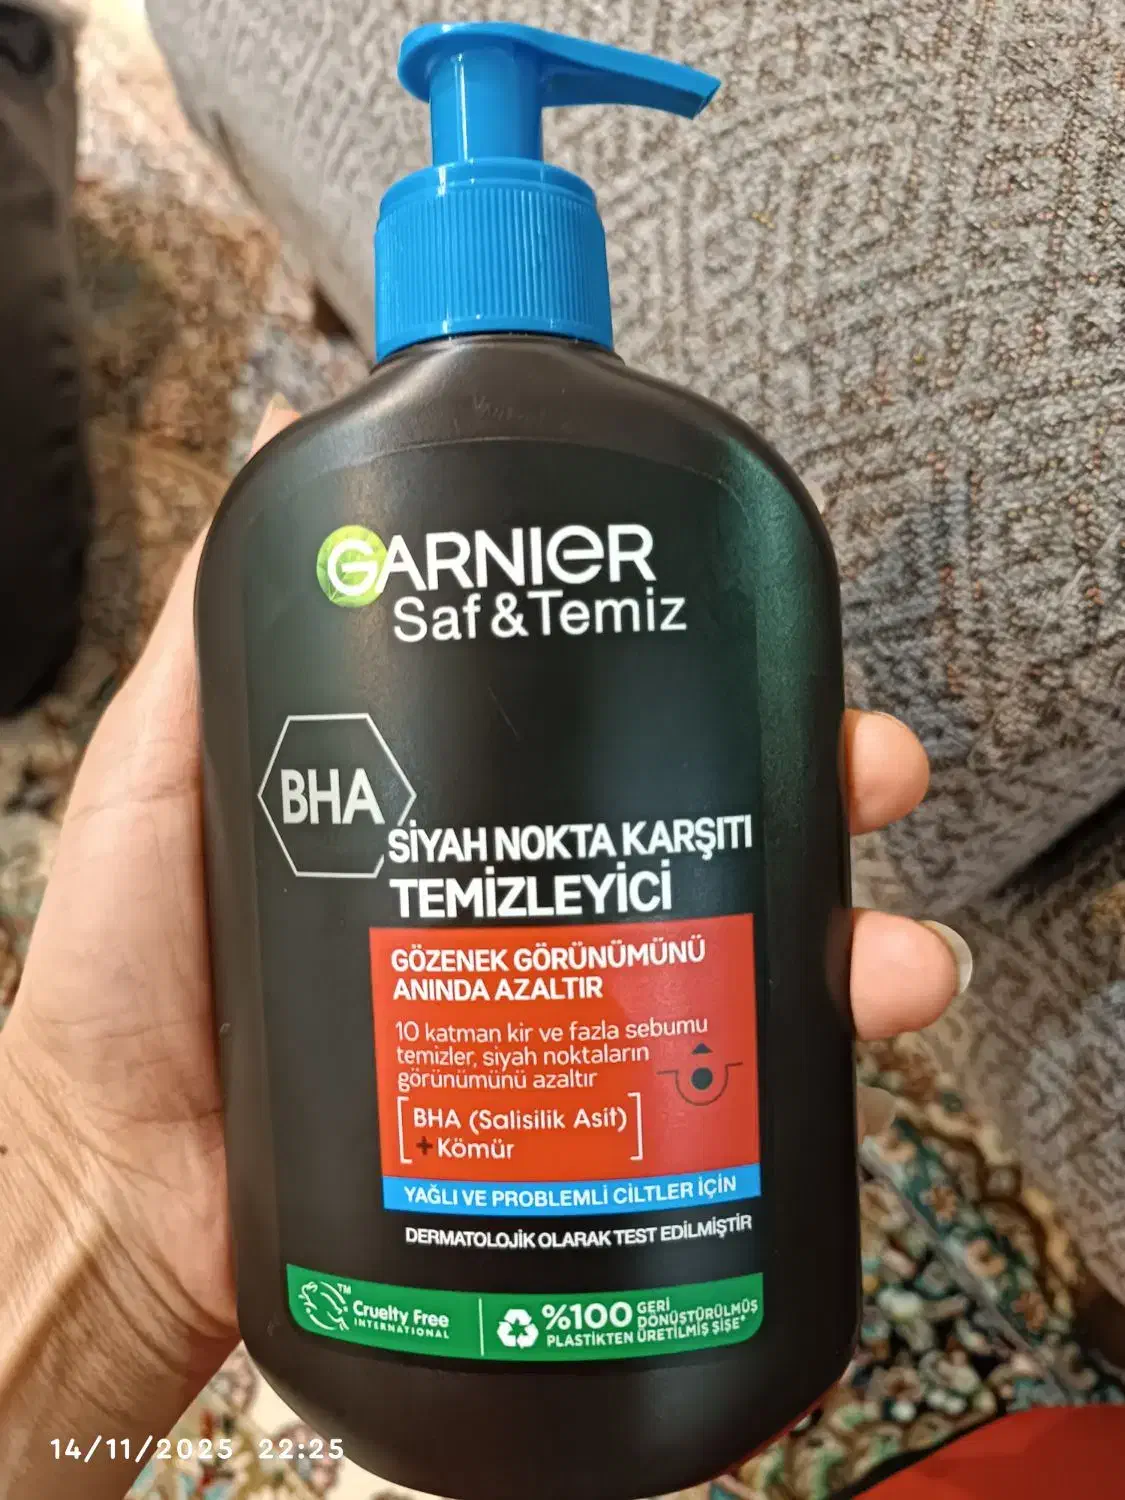 GARNIER
Saf & Temiz
BHA
SİYAH NOKTA KARŞITI
TEMİZLEYİCİ
GÖZENEK GÖRÜNÜMÜNÜ
ANINDA AZALTIR
10 katman kir ve fazla sebumu
temizler, siyah noktaların
görünümünü azaltır
BHA (Salisilik Asit)
+ Kömür
YAĞLI VE PROBLEMLİ CİLTLER İÇİN
DERMATOLOJİK OLARAK TEST EDİLMİŞTİR
Cruelty Free TM
INTERNATIONAL
%100 GERİ DÖNÜŞTÜRÜLMÜŞ
PLASTİKTEN ÜRETİLMİŞ ŞİŞE*
14/11/2025 22:25